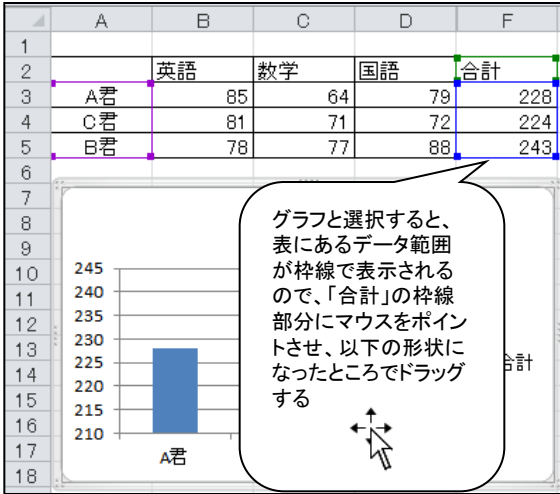 A B C D F
1
2 英語 数学 国語 合計
3 A君 85 64 79 228
4 C君 81 71 72 224
5 B君 78 77 88 243
6
7
8
9
10
11
12
13
14
15
16
17
18
グラフと選択すると、
表にあるデータ範囲
が枠線で表示される
ので、「合計」の枠線
部分にマウスをポイン
トさせ、以下の形状に
なったところでドラッグ
する
245
240
235
230
225
220
215
210
A君
合計